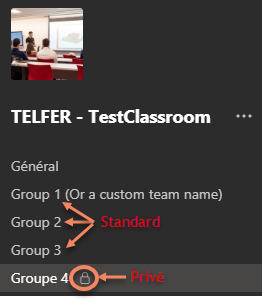 TELFER - TestClassroom ...
Général
Group 1 (Or a custom team name)
Group 2 Standard
Group 3
Groupe 4 Privé